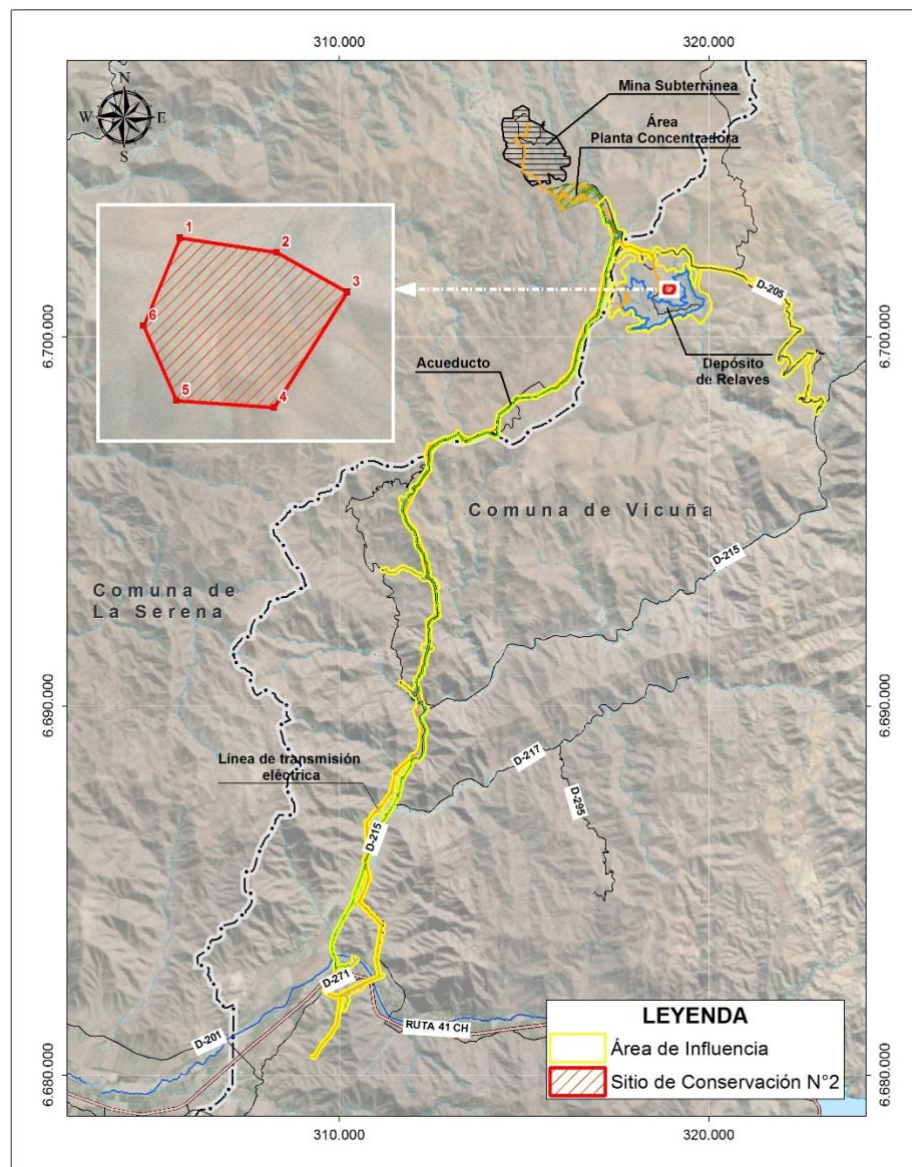 310.000
320.000
N
W
E
S
Mina Subterránea
Área
Planta Concentradora
1
2
3
6
5
4
D-205
6.700.000
6.700.000
Acueducto
Depósito
de Relaves
Comuna de Vicuña
D-215
Comuna de
La Serena
6.690.000
6.690.000
Línea de transmisión
eléctrica
D-217
D-295
D-215
D-271
D-201
RUTA 41 CH
LEYENDA
Área de Influencia
Sitio de Conservación N°2
6.680.000
6.680.000
310.000
320.000